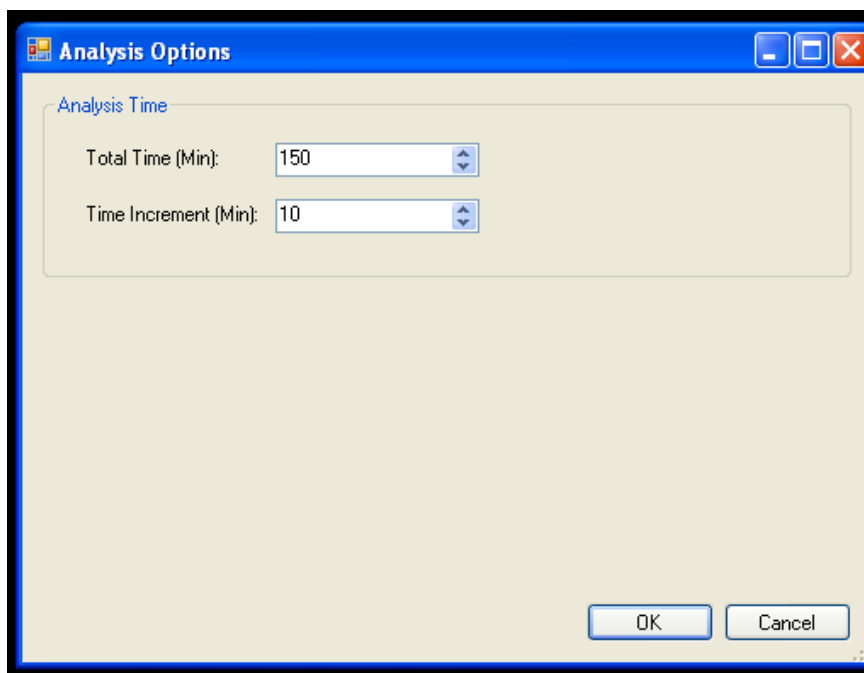 Analysis Options
Analysis Time
Total Time (Min): 150
Time Increment (Min): 10
OK Cancel